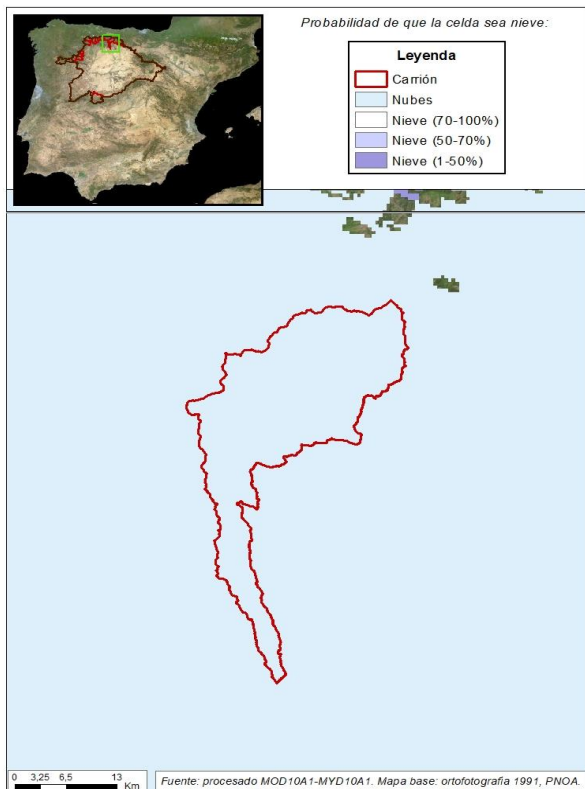 Probabilidad de que la celda sea nieve:
Leyenda
Carrión
Nubes
Nieve (70-100%)
Nieve (50-70%)
Nieve (1-50%)
0 3,25 6,5 13
Km
Fuente: procesado MOD10A1-MYD10A1. Mapa base: ortofotografía 1991, PNOA.